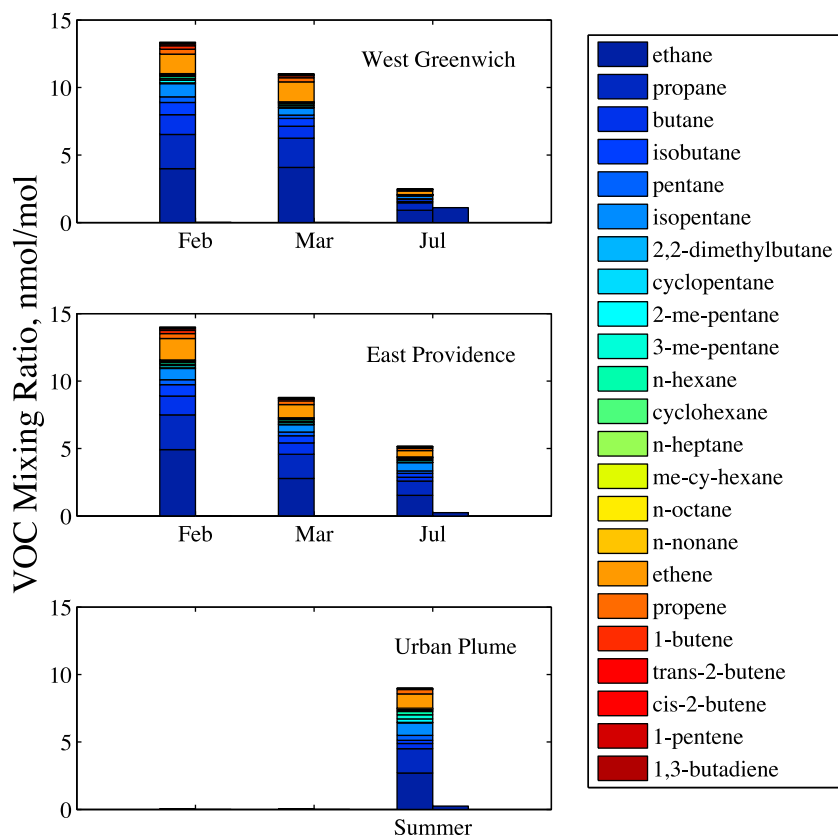 VOC Mixing Ratio, nmol/mol
15
10
5
0
West Greenwich
Feb
Mar
Jul
15
10
5
0
East Providence
Feb
Mar
Jul
15
10
5
0
Urban Plume
Summer
ethane
propane
butane
isobutane
pentane
isopentane
2,2-dimethylbutane
cyclopentane
2-me-pentane
3-me-pentane
n-hexane
cyclohexane
n-heptane
me-cy-hexane
n-octane
n-nonane
ethene
propene
1-butene
trans-2-butene
cis-2-butene
1-pentene
1,3-butadiene